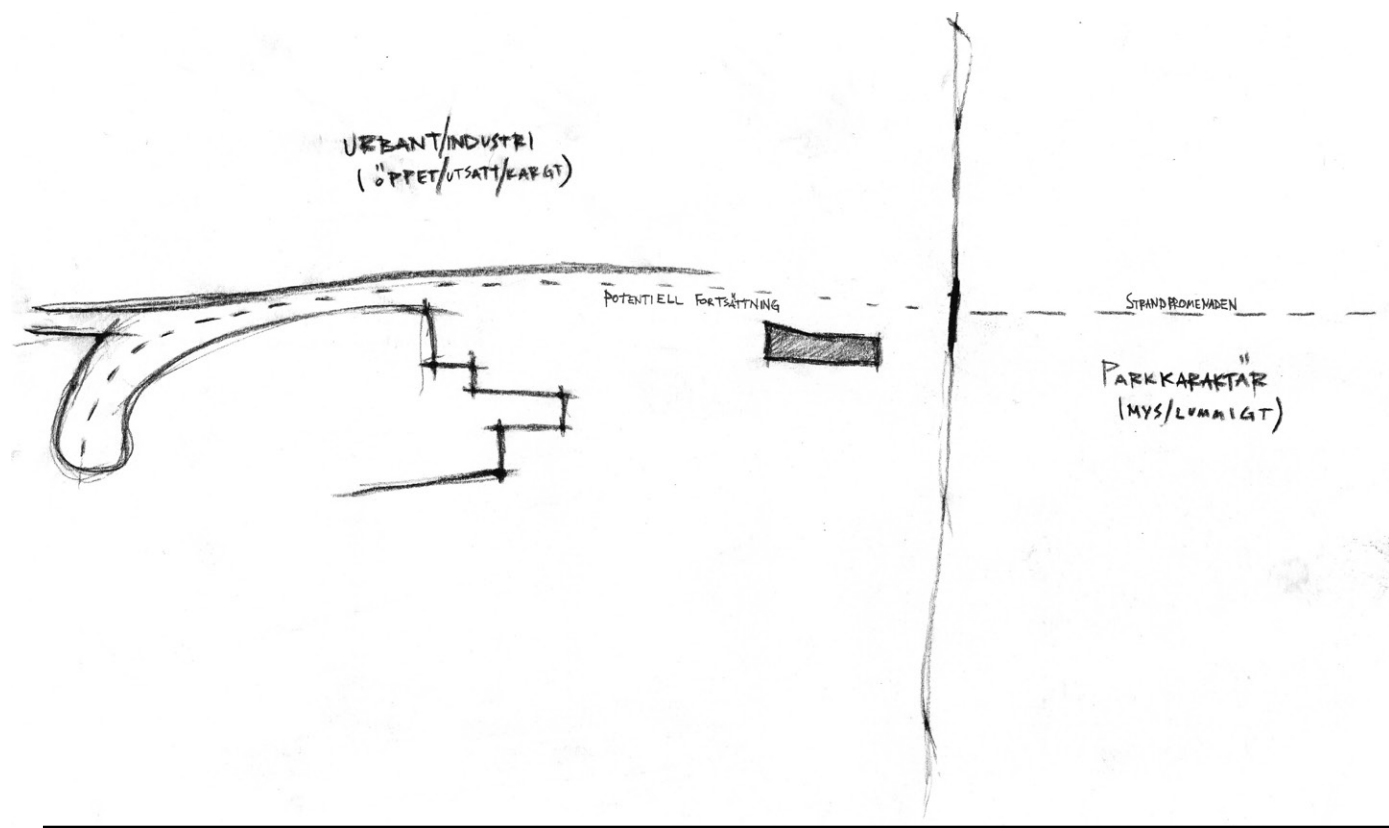 URBANT/INDUSTRI
(ÖPPET/UTSATT/KARGT)
POTENTIELL FORTSÄTTNING
STRANDPROMENADEN
PARKKARAKTÄR
(MYS/LUMMIGT)